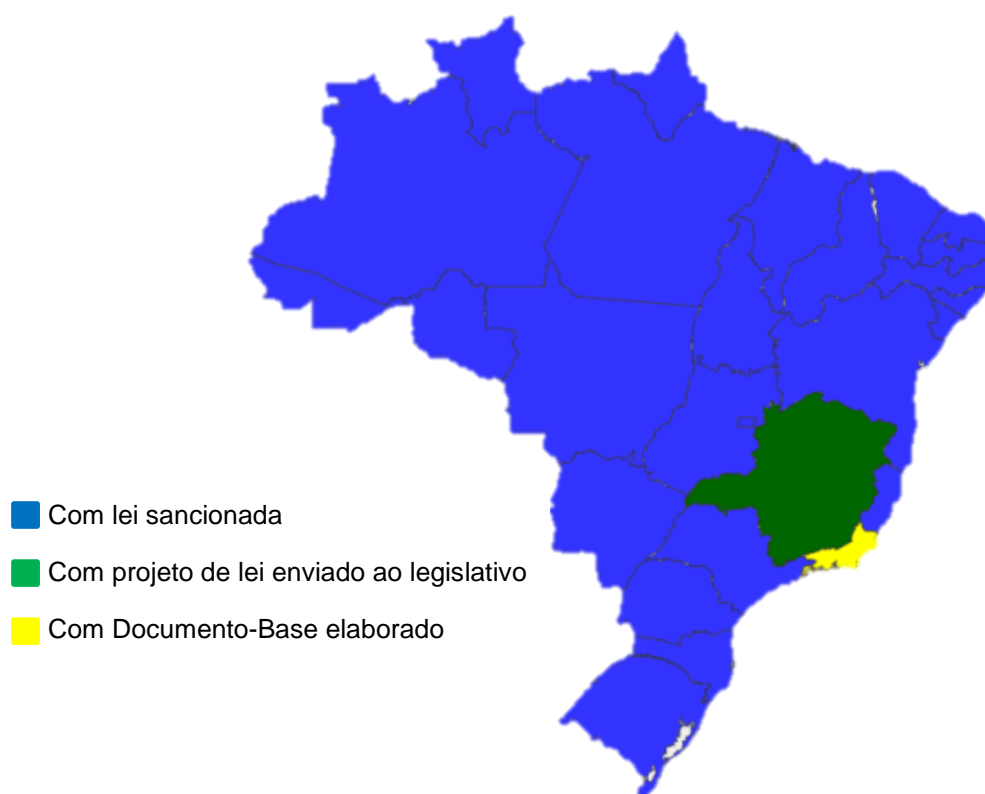 Com lei sancionada
Com projeto de lei enviado ao legislativo
Com Documento-Base elaborado